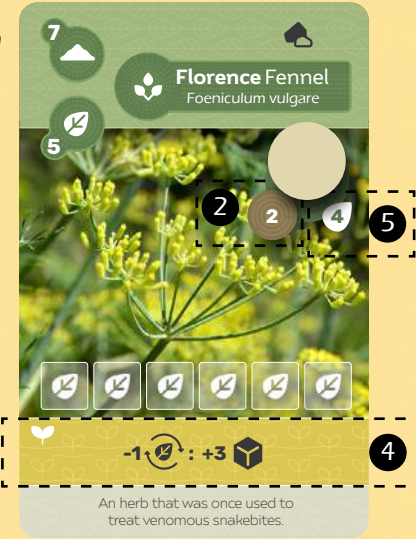 7
Florence Fennel
Foeniculum vulgare
5
2
2
4
5
-1 : +3
4
An herb that was once used to
treat venomous snakebites.